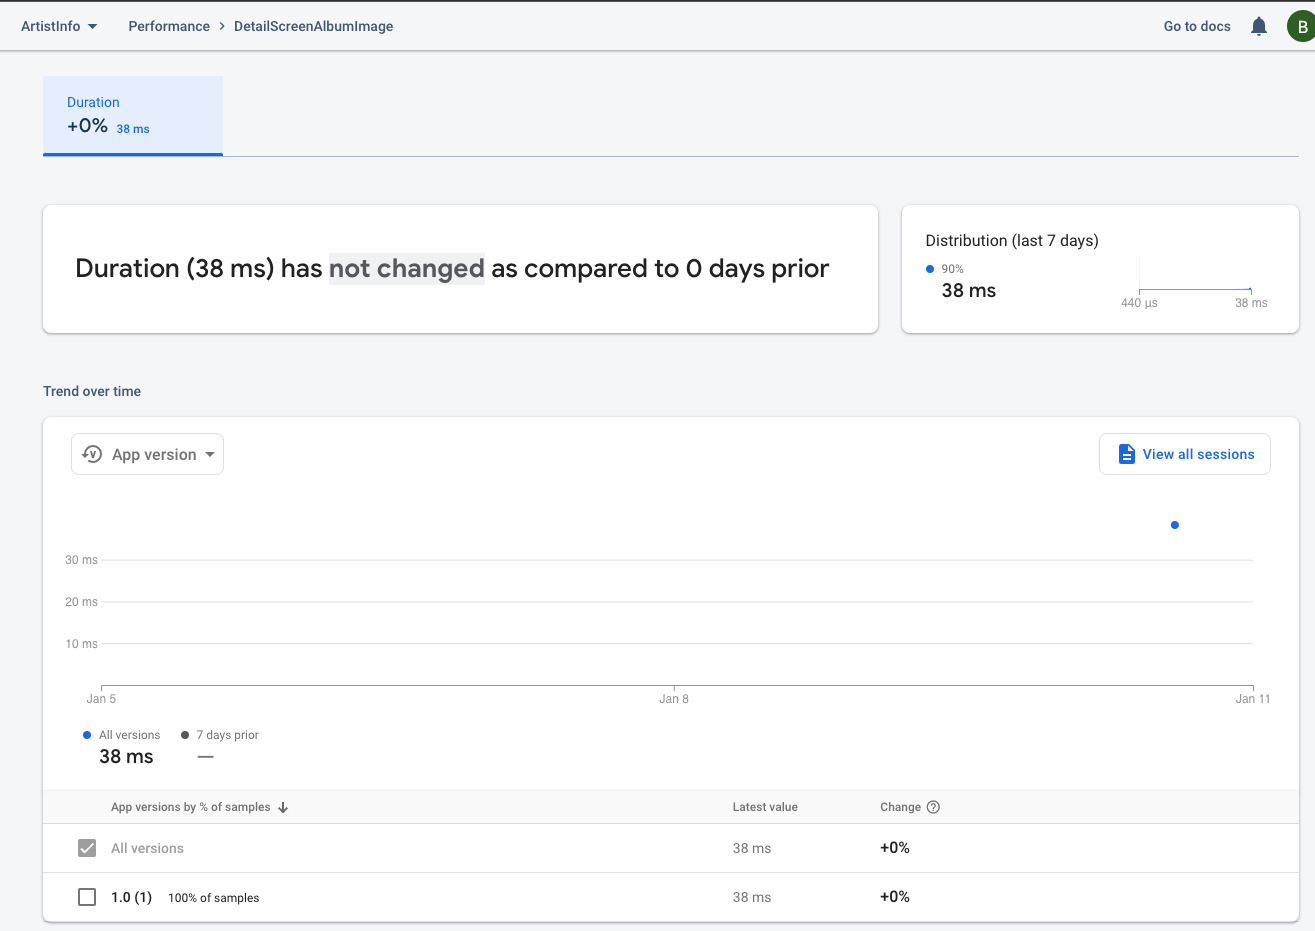 ArtistInfo Performance > DetailScreenAlbumImage Go to docs B
Duration
+0% 38 ms
Duration (38 ms) has not changed as compared to 0 days prior
Distribution (last 7 days)
90%
38 ms
440 µs 38 ms
Trend over time
V App version
View all sessions
30 ms
20 ms
10 ms
Jan 5 Jan 8 Jan 11
All versions 7 days prior
38 ms —
App versions by % of samples ↓ Latest value Change ?
All versions 38 ms +0%
1.0 (1) 100% of samples 38 ms +0%